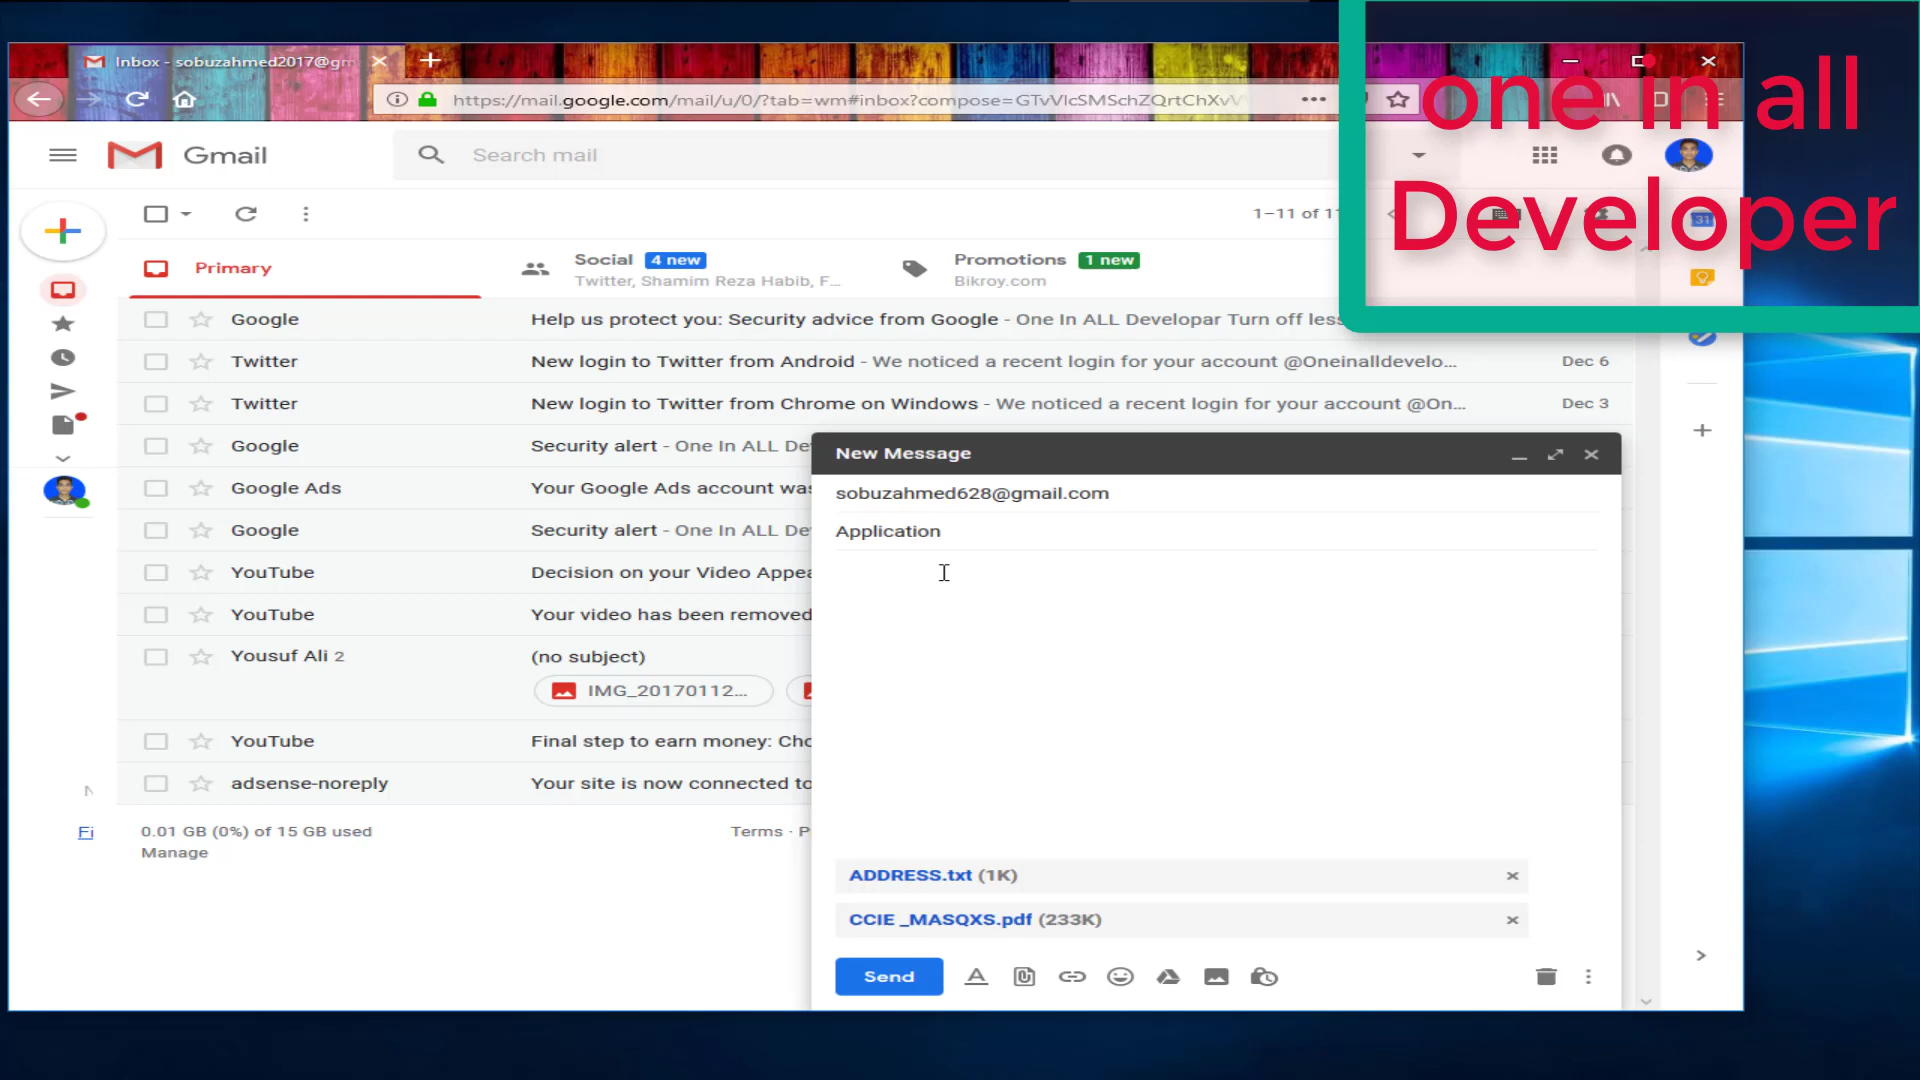 Inbox - sobuzahmed2017@gm
one in all
Developer
https://mail.google.com/mail/u/0/?tab=wm#inbox?compose=GTvVlcSMSchZQrtChXvV
Gmail
Search mail
1–11 of 11
31
Primary
Social 4 new
Twitter, Shamim Reza Habib, F...
Promotions 1 new
Bikroy.com
Google Help us protect you: Security advice from Google - One In ALL Developar Turn off less
Twitter New login to Twitter from Android - We noticed a recent login for your account @Oneinalldevelo... Dec 6
Twitter New login to Twitter from Chrome on Windows - We noticed a recent login for your account @On... Dec 3
Google Security alert - One In ALL De
Google Ads Your Google Ads account was
Google Security alert - One In ALL De
YouTube Decision on your Video Appea
YouTube Your video has been removed
Yousuf Ali 2 (no subject)
IMG_20170112...
YouTube Final step to earn money: Cho
adsense-noreply Your site is now connected to
New Message
sobuzahmed628@gmail.com
Application
ADDRESS.txt (1K)
CCIE _MASQXS.pdf (233K)
Send
Fi
0.01 GB (0%) of 15 GB used
Manage
Terms · P